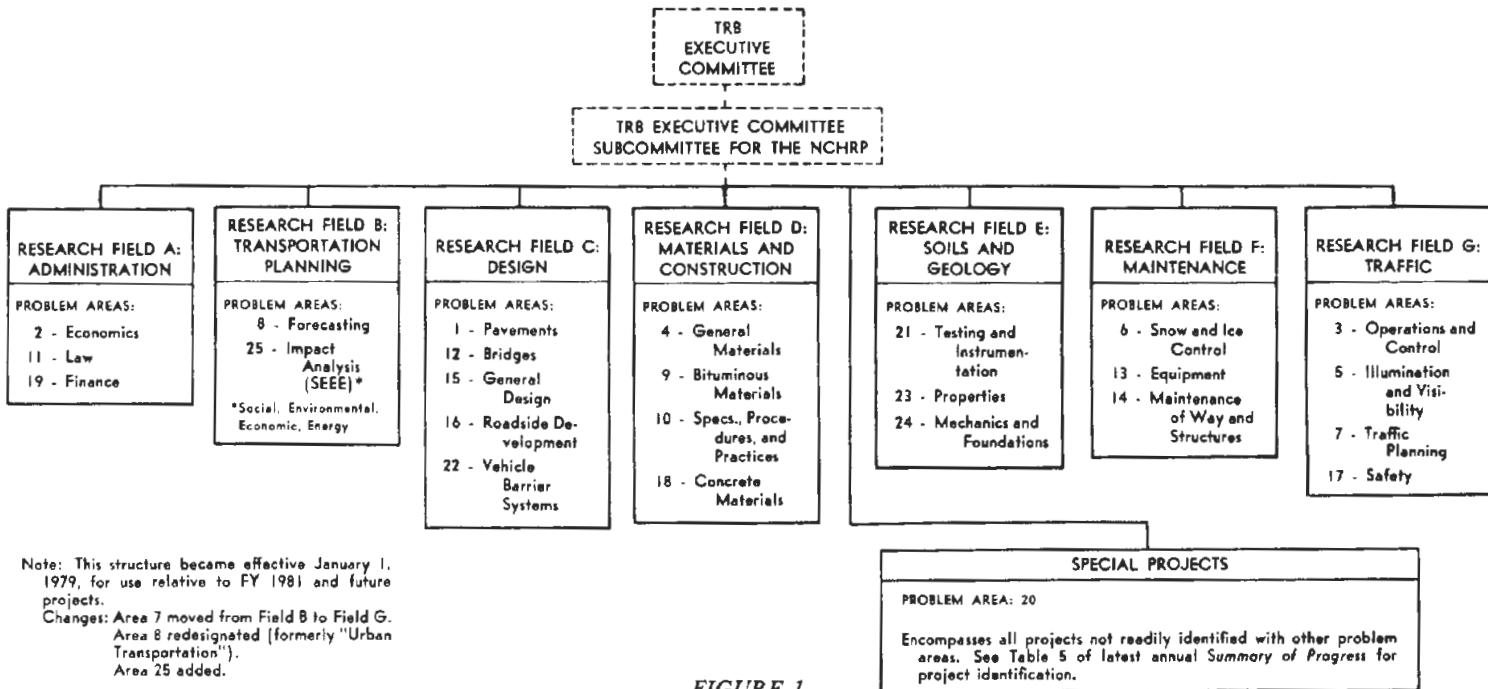 TRB
EXECUTIVE
COMMITTEE
TRB EXECUTIVE COMMITTEE
SUBCOMMITTEE FOR THE NCHRP
RESEARCH FIELD A:
ADMINISTRATION
PROBLEM AREAS:
2 - Economics
11 - Law
19 - Finance
RESEARCH FIELD B:
TRANSPORTATION
PLANNING
PROBLEM AREAS:
8 - Forecasting
25 - Impact
Analysis
(SEEE)*
*Social, Environmental,
Economic, Energy
RESEARCH FIELD C:
DESIGN
PROBLEM AREAS:
1 - Pavements
12 - Bridges
15 - General
Design
16 - Roadside De-
velopment
22 - Vehicle
Barrier
Systems
RESEARCH FIELD D:
MATERIALS AND
CONSTRUCTION
PROBLEM AREAS:
4 - General
Materials
9 - Bituminous
Materials
10 - Specs., Proce-
dures, and
Practices
18 - Concrete
Materials
RESEARCH FIELD E:
SOILS AND
GEOLOGY
PROBLEM AREAS:
21 - Testing and
Instrumen-
tation
23 - Properties
24 - Mechanics and
Foundations
RESEARCH FIELD F:
MAINTENANCE
PROBLEM AREAS:
6 - Snow and Ice
Control
13 - Equipment
14 - Maintenance
of Way and
Structures
RESEARCH FIELD G:
TRAFFIC
PROBLEM AREAS:
3 - Operations and
Control
5 - Illumination
and Visi-
bility
7 - Traffic
Planning
17 - Safety
Note: This structure became effective January 1,
1979, for use relative to FY 1981 and future
projects.
Changes: Area 7 moved from Field B to Field G.
Area 8 redesignated (formerly "Urban
Transportation").
Area 25 added.
SPECIAL PROJECTS
PROBLEM AREA: 20
Encompasses all projects not readily identified with other problem
areas. See Table 5 of latest annual Summary of Progress for
project identification.
FIGURE 1